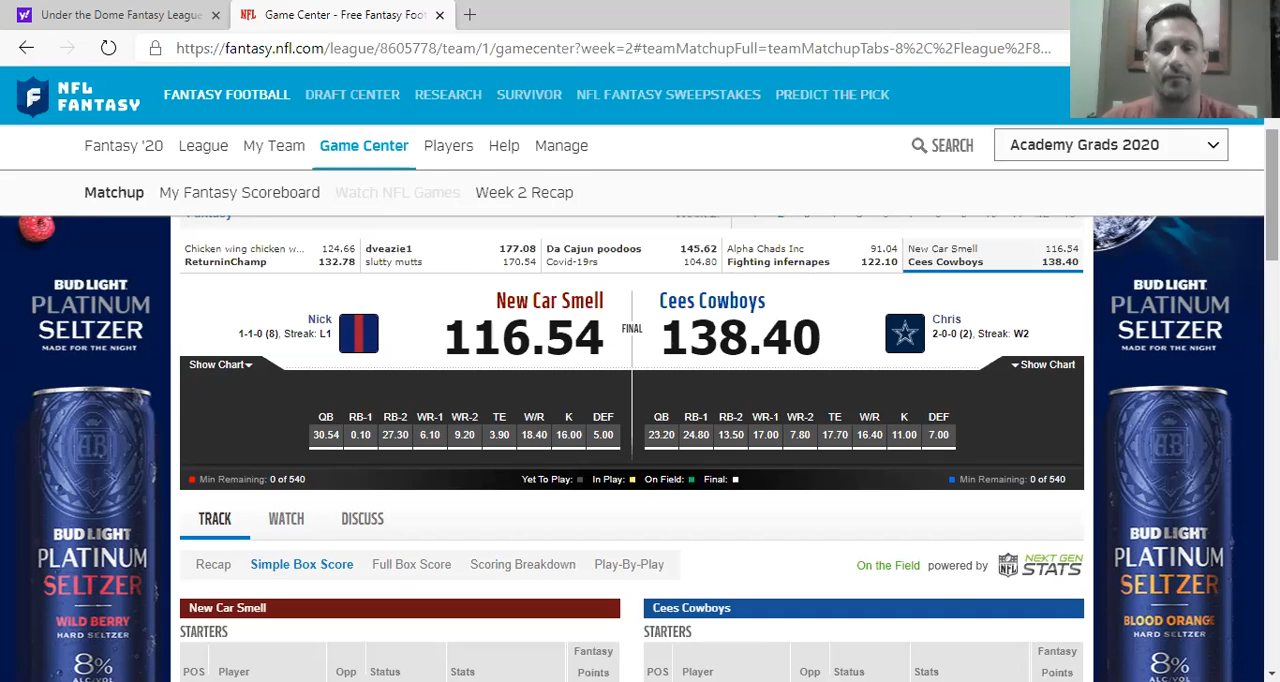 Under the Dome Fantasy League
Game Center - Free Fantasy Foot
https://fantasy.nfl.com/league/8605778/team/1/gamecenter?week=2#teamMatchupFull=teamMatchupTabs-8%2C%2Fleague%2F8...
NFL FANTASY
FANTASY FOOTBALL DRAFT CENTER RESEARCH SURVIVOR NFL FANTASY SWEEPSTAKES PREDICT THE PICK
Fantasy '20 League My Team Game Center Players Help Manage SEARCH Academy Grads 2020
Matchup My Fantasy Scoreboard Watch NFL Games Week 2 Recap
Chicken wing chicken w... 124.66 dveazie1 177.08 Da Cajun poodoos 145.62 Alpha Chads Inc 91.04 New Car Smell 116.54
ReturninChamp 132.78 slutty mutts 170.54 Covid-19rs 104.80 Fighting infernapes 122.10 Cees Cowboys 138.40
New Car Smell Cees Cowboys
Nick 116.54 FINAL 138.40 Chris
1-1-0 (8), Streak: L1 2-0-0 (2), Streak: W2
Show Chart Show Chart
QB RB-1 RB-2 WR-1 WR-2 TE W/R K DEF QB RB-1 RB-2 WR-1 WR-2 TE W/R K DEF
30.54 0.10 27.30 6.10 9.20 3.90 18.40 16.00 5.00 23.20 24.80 13.50 17.00 7.80 17.70 16.40 11.00 7.00
Min Remaining: 0 of 540 Yet To Play: In Play: On Field: Final: Min Remaining: 0 of 540
TRACK WATCH DISCUSS
Recap Simple Box Score Full Box Score Scoring Breakdown Play-By-Play On the Field powered by NFL NEXT GEN STATS
New Car Smell Cees Cowboys
STARTERS STARTERS
POS Player Opp Status Stats Fantasy Points POS Player Opp Status Stats Fantasy Points
BUD LIGHT
PLATINUM
SELTZER
MADE FOR THE NIGHT
BUD LIGHT
PLATINUM
SELTZER
WILD BERRY
HARD SELTZER
8%
ALC/VOL
BUD LIGHT
PLATINUM
SELTZER
MADE FOR THE NIGHT
BUD LIGHT
PLATINUM
SELTZER
BLOOD ORANGE
HARD SELTZER
8%
ALC/VOL